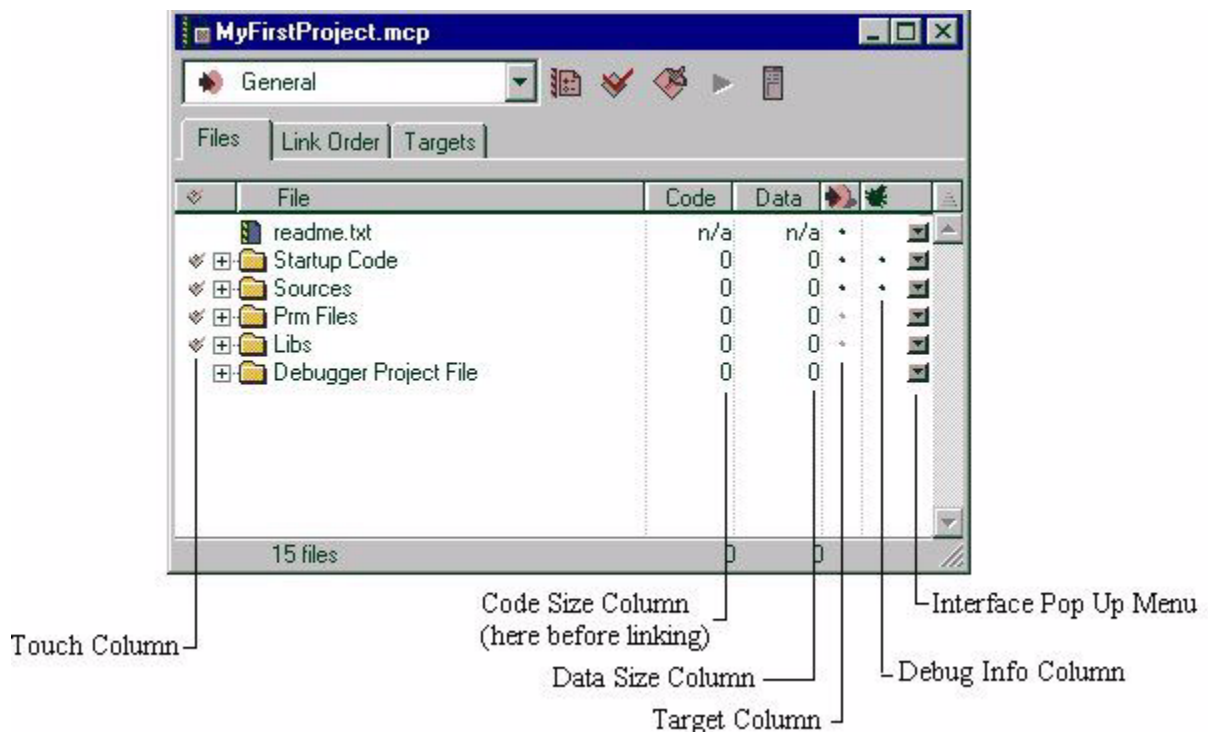 MyFirstProject.mcp
General
Files Link Order Targets
File Code Data
readme.txt n/a n/a
Startup Code 0 0
Sources 0 0
Prm Files 0 0
Libs 0 0
Debugger Project File 0 0
15 files 0 0
Code Size Column
(here before linking)
Interface Pop Up Menu
Touch Column
Data Size Column
Debug Info Column
Target Column